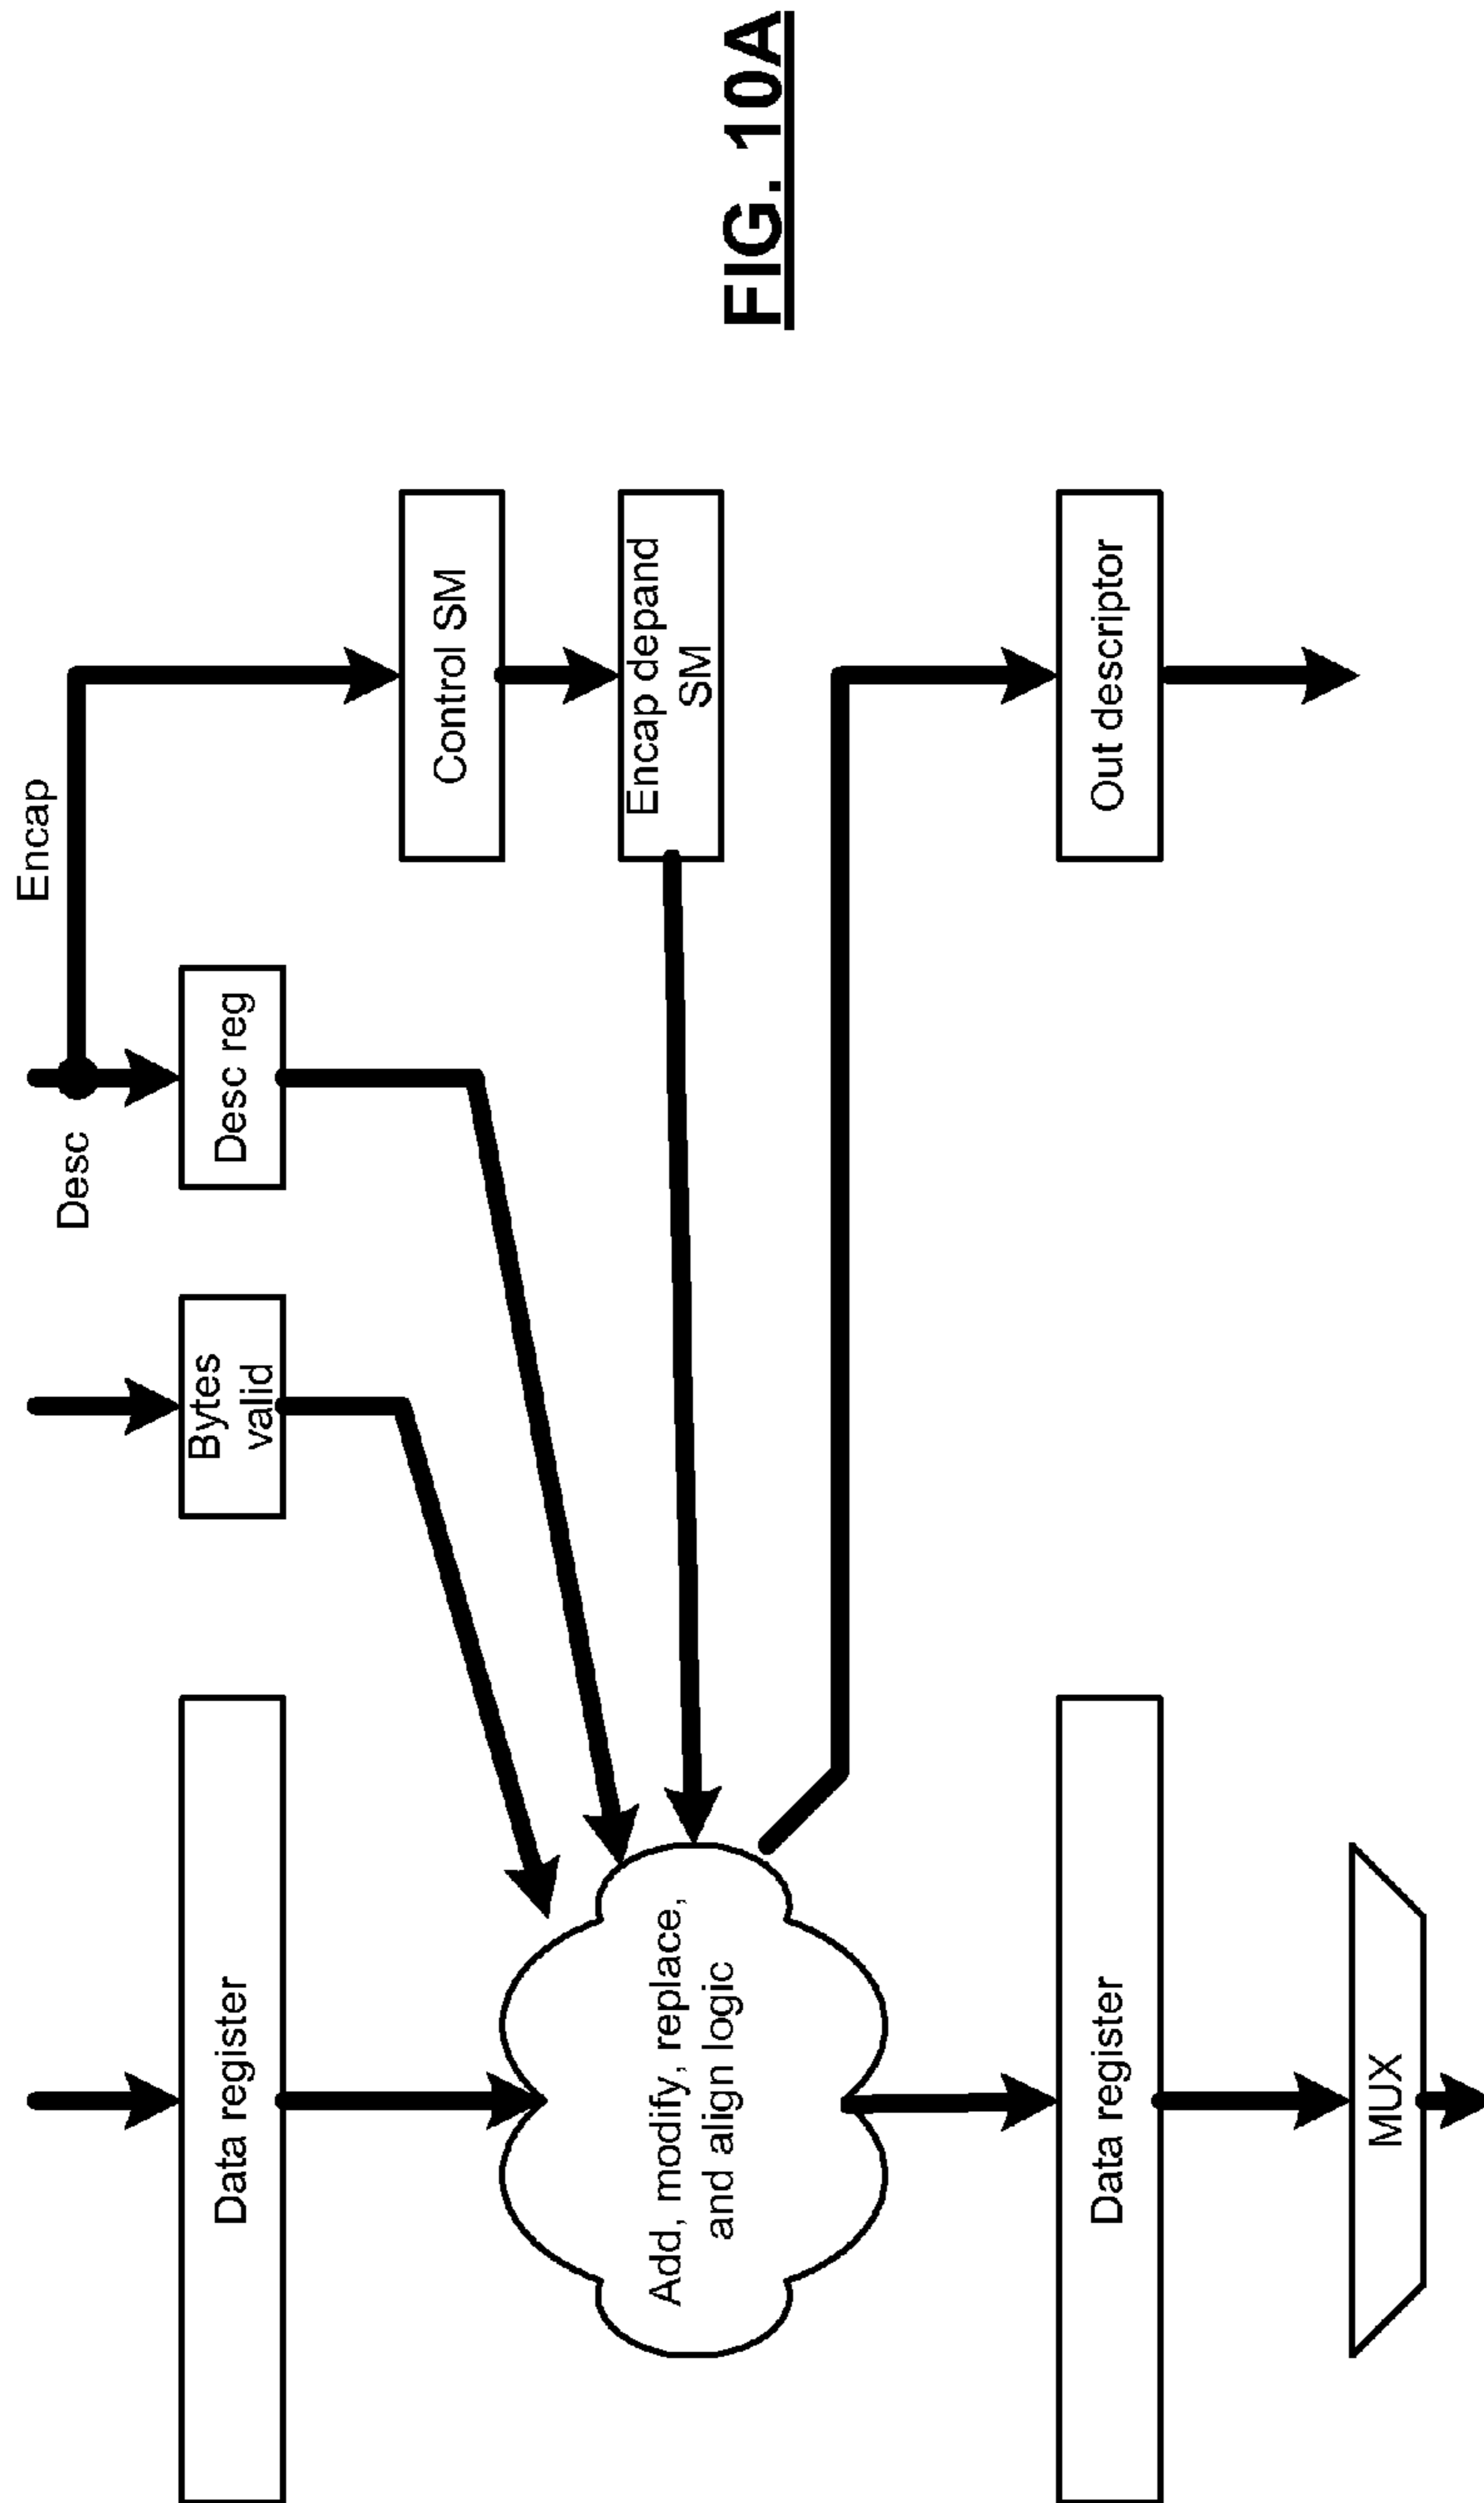 Encap
Desc
Data register
Bytes
valid
Desc reg
Control SM
Encap depand
SM
Add, modify, replace,
and align logic
Data register
Out descriptor
MUX
FIG. 10A